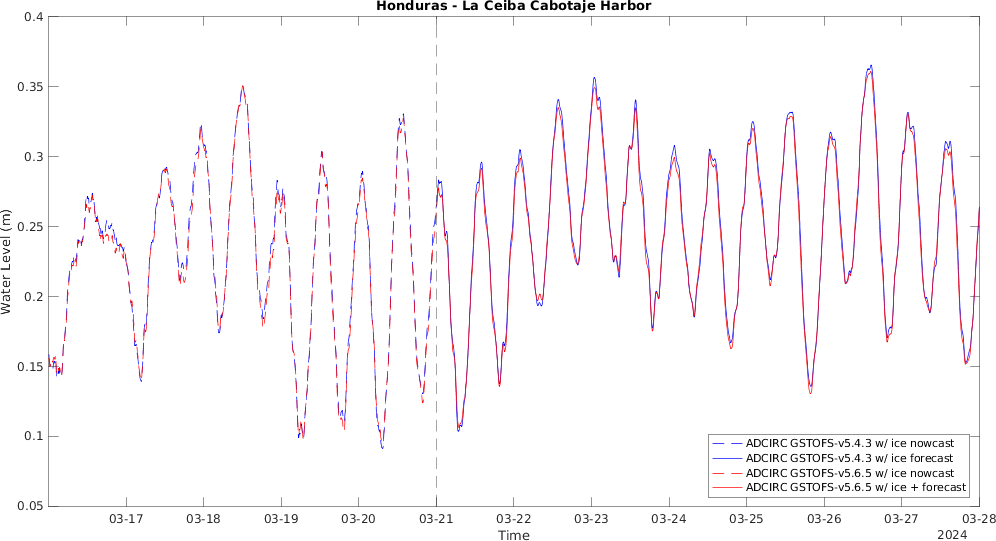 Honduras - La Ceiba Cabotaje Harbor
0.4
0.35
0.3
0.25
0.2
0.15
0.1
0.05
Water Level (m)
ADCIRC GSTOFS-v5.4.3 w/ ice nowcast
ADCIRC GSTOFS-v5.4.3 w/ ice forecast
ADCIRC GSTOFS-v5.6.5 w/ ice nowcast
ADCIRC GSTOFS-v5.6.5 w/ ice + forecast
03-17 03-18 03-19 03-20 03-21 03-22 03-23 03-24 03-25 03-26 03-27 03-28
Time
2024